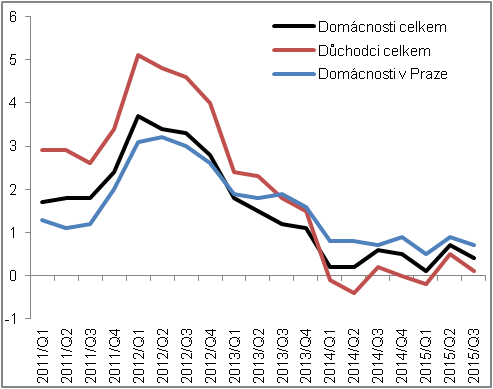 6
5
4
3
2
1
0
-1
Domácnosti celkem
Důchodci celkem
Domácnosti v Praze
2011/Q1
2011/Q2
2011/Q3
2011/Q4
2012/Q1
2012/Q2
2012/Q3
2012/Q4
2013/Q1
2013/Q2
2013/Q3
2013/Q4
2014/Q1
2014/Q2
2014/Q3
2014/Q4
2015/Q1
2015/Q2
2015/Q3